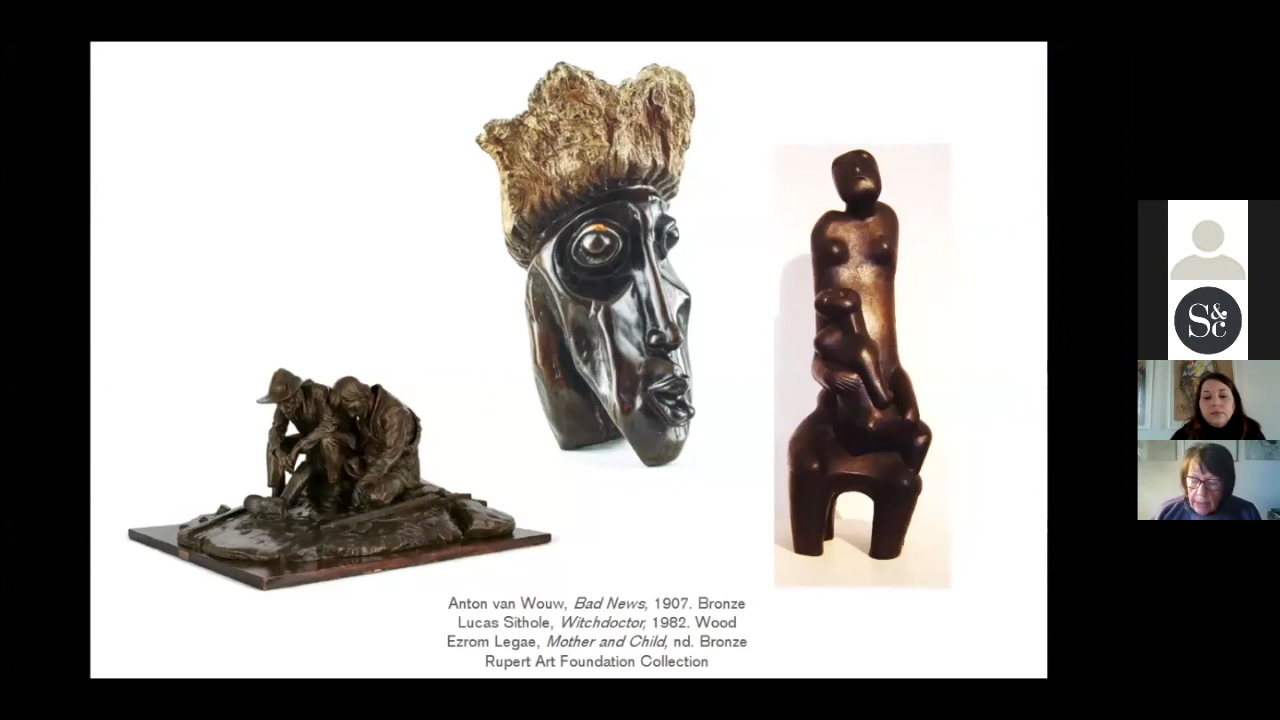 S&c
Anton van Wouw, Bad News, 1907. Bronze
Lucas Sithole, Witchdoctor, 1982. Wood
Ezrom Legae, Mother and Child, nd. Bronze
Rupert Art Foundation Collection